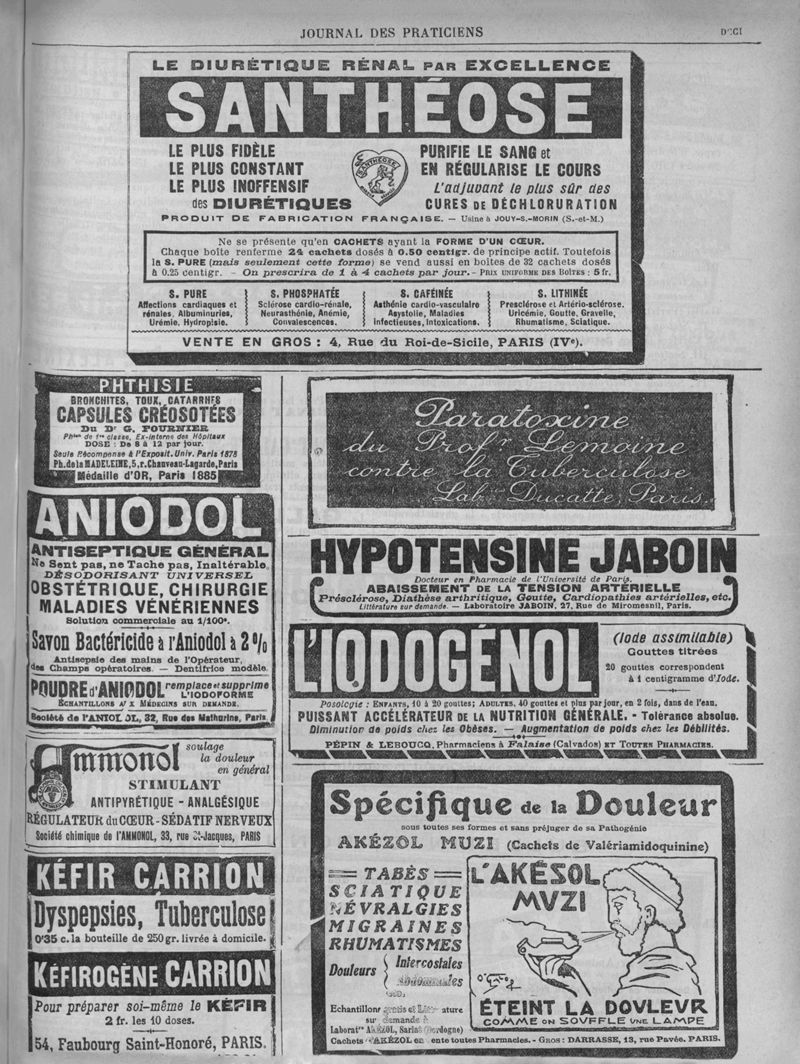 JOURNAL DES PRATICIENS
LE DIURÉTIQUE RÉNAL PAR EXCELLENCE
SANTHÉOSE
LE PLUS FIDÈLE
LE PLUS CONSTANT
LE PLUS INOFFENSIF
des DIURÉTIQUES
SANTHÉOSE
PURIFIE LE SANG et
EN RÉGULARISE LE COURS
L'adjuvant le plus sûr des
CURES DE DÉCHLORURATION
PRODUIT DE FABRICATION FRANÇAISE. — Usine à JOUY-S.-MORIN (S.-et-M.)
Ne se présente qu'en CACHETS ayant la FORME D'UN CŒUR.
Chaque boîte renferme 24 cachets dosés à 0.50 centigr. de principe actif. Toutefois
la S. PURE (mais seulement cette forme) se vend aussi en boîtes de 32 cachets dosés
à 0.25 centigr. - On prescrira de 1 à 4 cachets par jour. - PRIX UNIFORME DES BOÎTES : 5 fr.
S. PURE
Affections cardiaques et
rénales, Albuminuries,
Urémie, Hydropisie.
S. PHOSPHATÉE
Sclérose cardio-rénale,
Neurasthénie, Anémie,
Convalescences.
S. CAFÉINÉE
Asthénie cardio-vasculaire
Asystolie, Maladies
Infectieuses, Intoxications.
S. LITHINÉE
Presclérose et Artério-sclérose.
Uricémie, Goutte, Gravelle,
Rhumatisme, Sciatique.
VENTE EN GROS : 4, Rue du Roi-de-Sicile, PARIS (IVe).
PHTHISIE
BRONCHITES, TOUX, CATARRHES
CAPSULES CRÉOSOTÉES
Du Dr G. FOURNIER
Phien de 1re classe, Ex-interne des Hôpitaux
DOSE : De 8 à 12 par jour.
Seule Récompense à l'Exposit. Univ. Paris 1878
Ph. de la MADELEINE, 5, r. Chauveau-Lagarde, Paris
Médaille d'OR, Paris 1885
ANIODOL
ANTISEPTIQUE GÉNÉRAL
Ne Sent pas, ne Tache pas, Inaltérable
DÉSODORISANT UNIVERSEL
OBSTÉTRIQUE, CHIRURGIE
MALADIES VÉNÉRIENNES
Solution commerciale au 1/100e.
Savon Bactéricide à l'Aniodol à 2 %
Antisepsie des mains de l'Opérateur,
des Champs opératoires. — Dentifrice modèle.
POUDRE d'ANIODOL remplace et supprime
L'IODOFORME
ÉCHANTILLONS AUX MÉDECINS SUR DEMANDE.
Société de l'ANIODOL, 32, Rue des Mathurins, Paris
Ammonol soulage
la douleur
en général
STIMULANT
ANTIPYRÉTIQUE - ANALGÉSIQUE
RÉGULATEUR du CŒUR - SÉDATIF NERVEUX
Société chimique de l'AMMONOL, 93, rue St-Jacques, PARIS
KÉFIR CARRION
Dyspepsies, Tuberculose
0'35 c. la bouteille de 250 gr. livrée à domicile.
KÉFIROGÈNE CARRION
Pour préparer soi-même le KÉFIR
2 fr. les 10 doses.
54, Faubourg Saint-Honoré, PARIS.
Paratoxine
du Profr. Lemoine
contre la Tuberculose
Labres Ducatte, Paris.
HYPOTENSINE JABOIN
Docteur en Pharmacie de l'Université de Paris.
ABAISSEMENT DE LA TENSION ARTÉRIELLE
Présclérose, Diathèse arthritique, Goutte, Cardiopathies artérielles, etc.
Littérature sur demande. — Laboratoire JABOIN, 27, Rue de Miromesnil, Paris.
L'IODOGÉNOL
(Iode assimilable)
Gouttes titrées
20 gouttes correspondent
à 1 centigramme d'Iode.
Posologie : ENFANTS, 10 à 20 gouttes; ADULTES, 40 gouttes et plus par jour, en 2 fois, dans de l'eau.
PUISSANT ACCÉLÉRATEUR DE LA NUTRITION GÉNÉRALE. - Tolérance absolue.
Diminution de poids chez les Obèses. — Augmentation de poids chez les Débilités.
PÉPIN & LEBOUCQ, Pharmaciens à Falaise (Calvados) ET TOUTES PHARMACIES.
Spécifique de la Douleur
sous toutes ses formes et sans préjuger de sa Pathogénie
AKÉZOL MUZI (Cachets de Valériamidoquinine)
TABÈS
SCIATIQUE
NÉVRALGIES
MIGRAINES
RHUMATISMES
Douleurs { Intercostales
Abdominales
Echantillons gratis et Littérature
sur demande à
Laboratre AKÉZOL, Sarlat (Dordogne)
L'AKÉSOL
MVZI
ÉTEINT LA DOVLEVR
COMME ON SOUFFLE VNE LAMPE
Cachets d'AKÉZOL en vente toutes Pharmacies. - GROS : DARRASSE, 13, rue Pavée. PARIS.